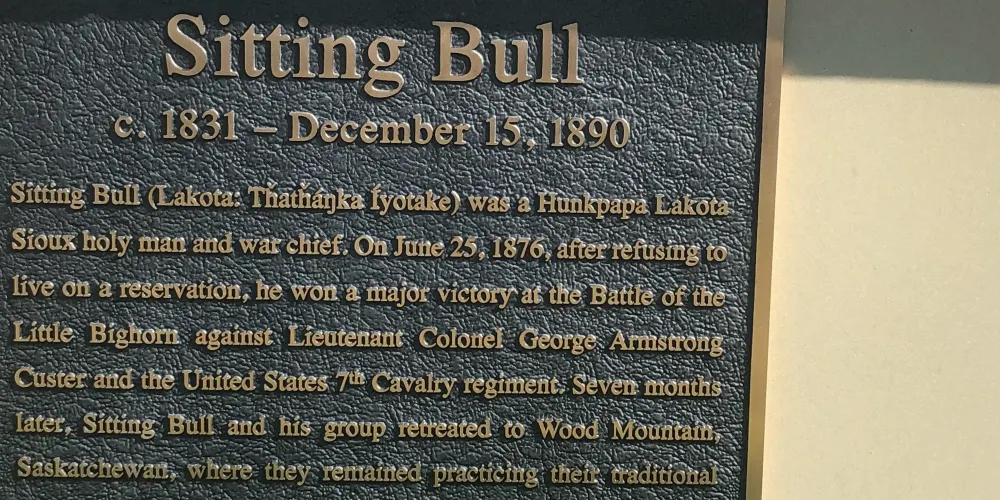 Sitting Bull
c. 1831 – December 15, 1890
Sitting Bull (Lakota: Tȟatȟáŋka Íyotake) was a Hunkpapa Lakota
Sioux holy man and war chief. On June 25, 1876, after refusing to
live on a reservation, he won a major victory at the Battle of the
Little Bighorn against Lieutenant Colonel George Armstrong
Custer and the United States 7th Cavalry regiment. Seven months
later, Sitting Bull and his group retreated to Wood Mountain,
Saskatchewan, where they remained practicing their traditional